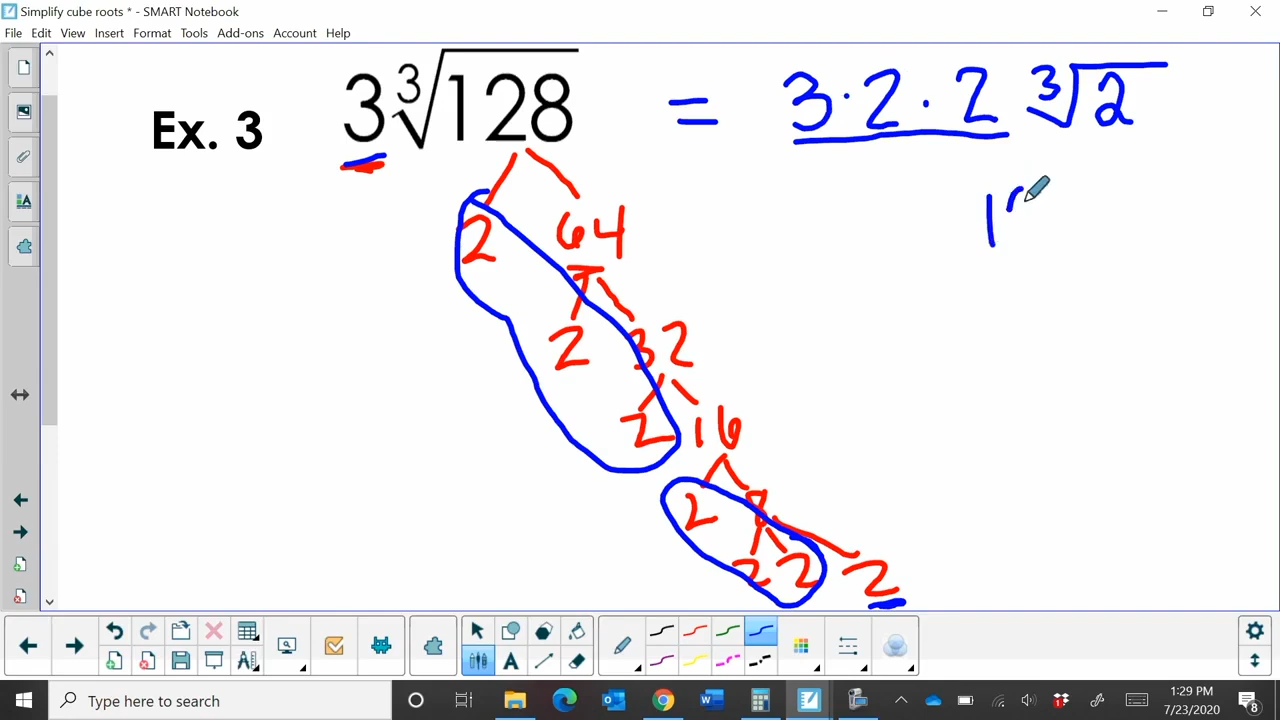 Simplify cube roots * - SMART Notebook
File Edit View Insert Format Tools Add-ons Account Help
Ex. 3 3∛128 = 3·2·2 ∛2
1
2 64
2 32
2 16
2 8
2 2 2
Type here to search
1:29 PM
7/23/2020
8